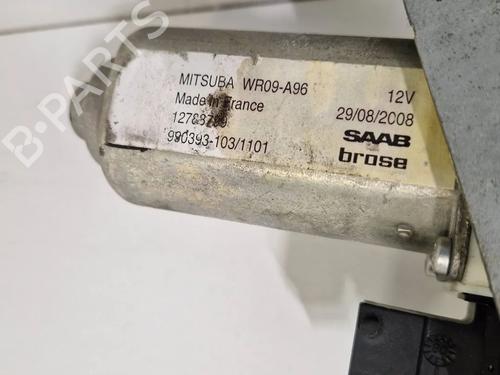 B-PARTS
MITSUBA WR09-A96
12V
Made in France
29/08/2008
SAAB
990393-103/1101
brose